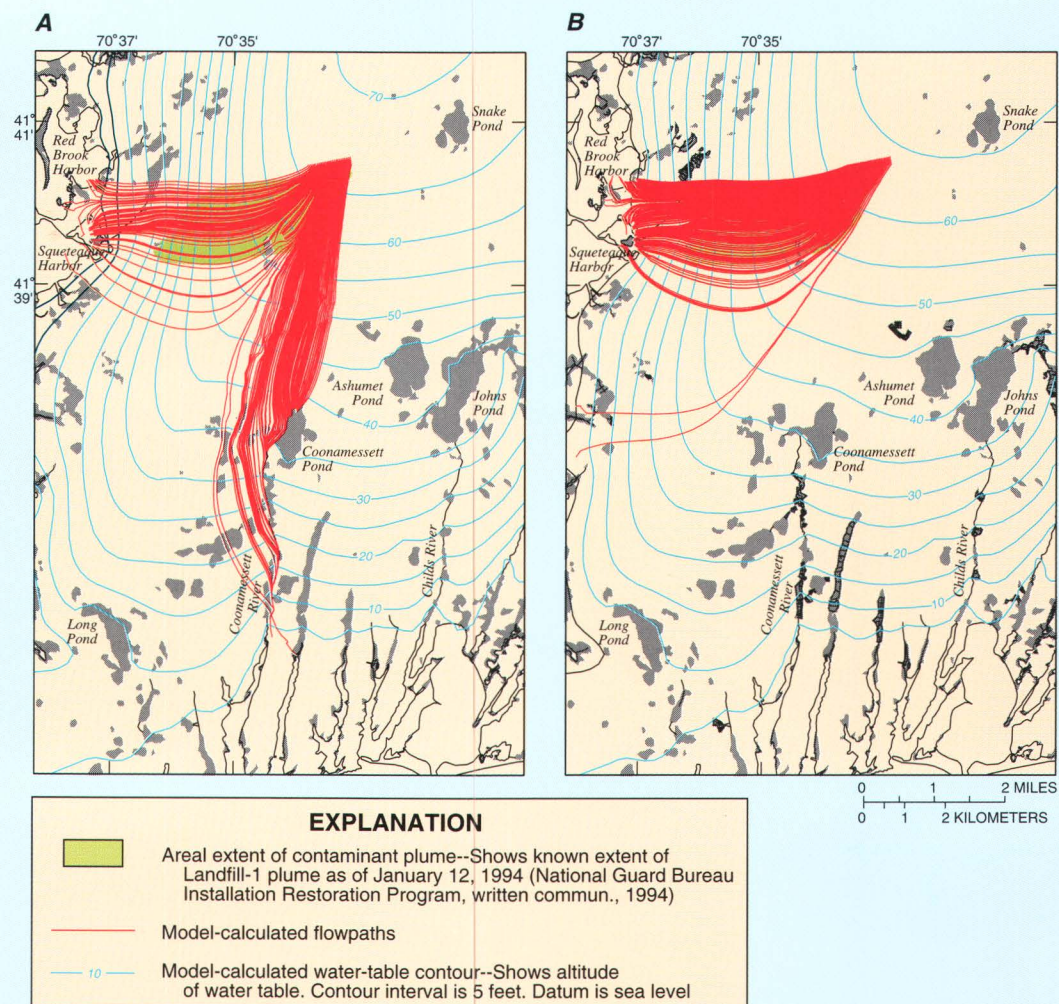 A
70°37' 70°35'
41°
41'
41°
39'
Red
Brook
Harbor
Squeteague
Harbor
Snake
Pond
70
60
50
40
30
20
10
Ashumet
Pond
Johns
Pond
Coonamessett
Pond
Coonamessett
River
Childs River
Long
Pond
B
70°37' 70°35'
Red
Brook
Harbor
Squeteague
Harbor
Snake
Pond
70
60
50
40
30
20
10
Ashumet
Pond
Johns
Pond
Coonamessett
Pond
Coonamessett
River
Childs River
Long
Pond
0 1 2 MILES
0 1 2 KILOMETERS
EXPLANATION
Areal extent of contaminant plume--Shows known extent of
Landfill-1 plume as of January 12, 1994 (National Guard Bureau
Installation Restoration Program, written commun., 1994)
Model-calculated flowpaths
10 Model-calculated water-table contour--Shows altitude
of water table. Contour interval is 5 feet. Datum is sea level